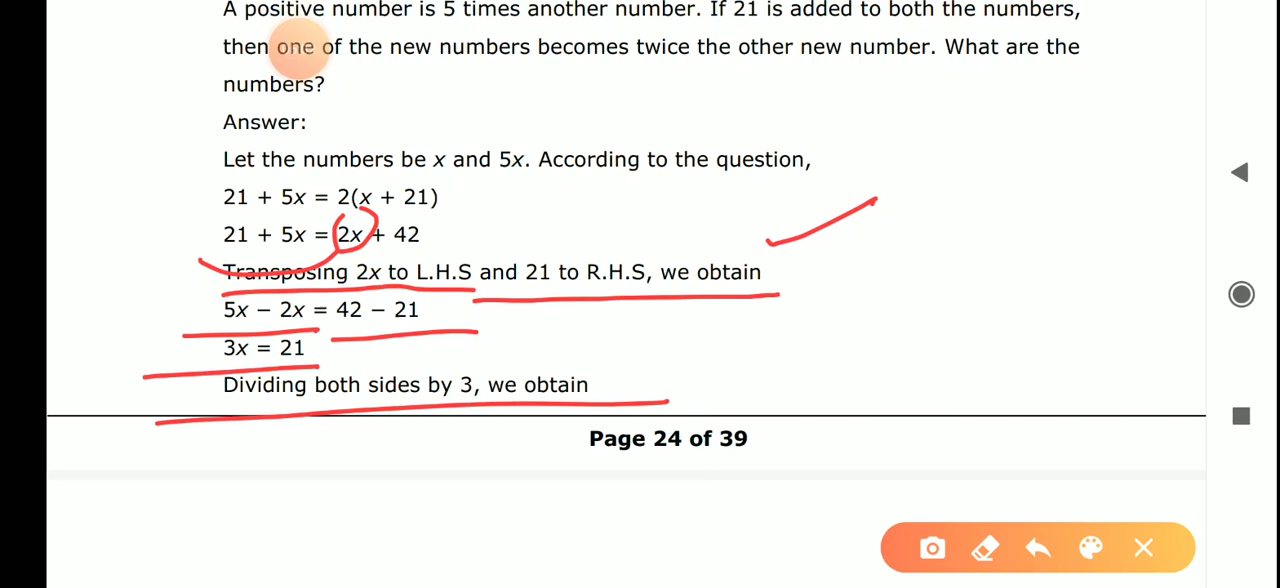 A positive number is 5 times another number. If 21 is added to both the numbers,
then one of the new numbers becomes twice the other new number. What are the
numbers?
Answer:
Let the numbers be x and 5x. According to the question,
21 + 5x = 2(x + 21)
21 + 5x = 2x + 42
Transposing 2x to L.H.S and 21 to R.H.S, we obtain
5x − 2x = 42 − 21
3x = 21
Dividing both sides by 3, we obtain
Page 24 of 39